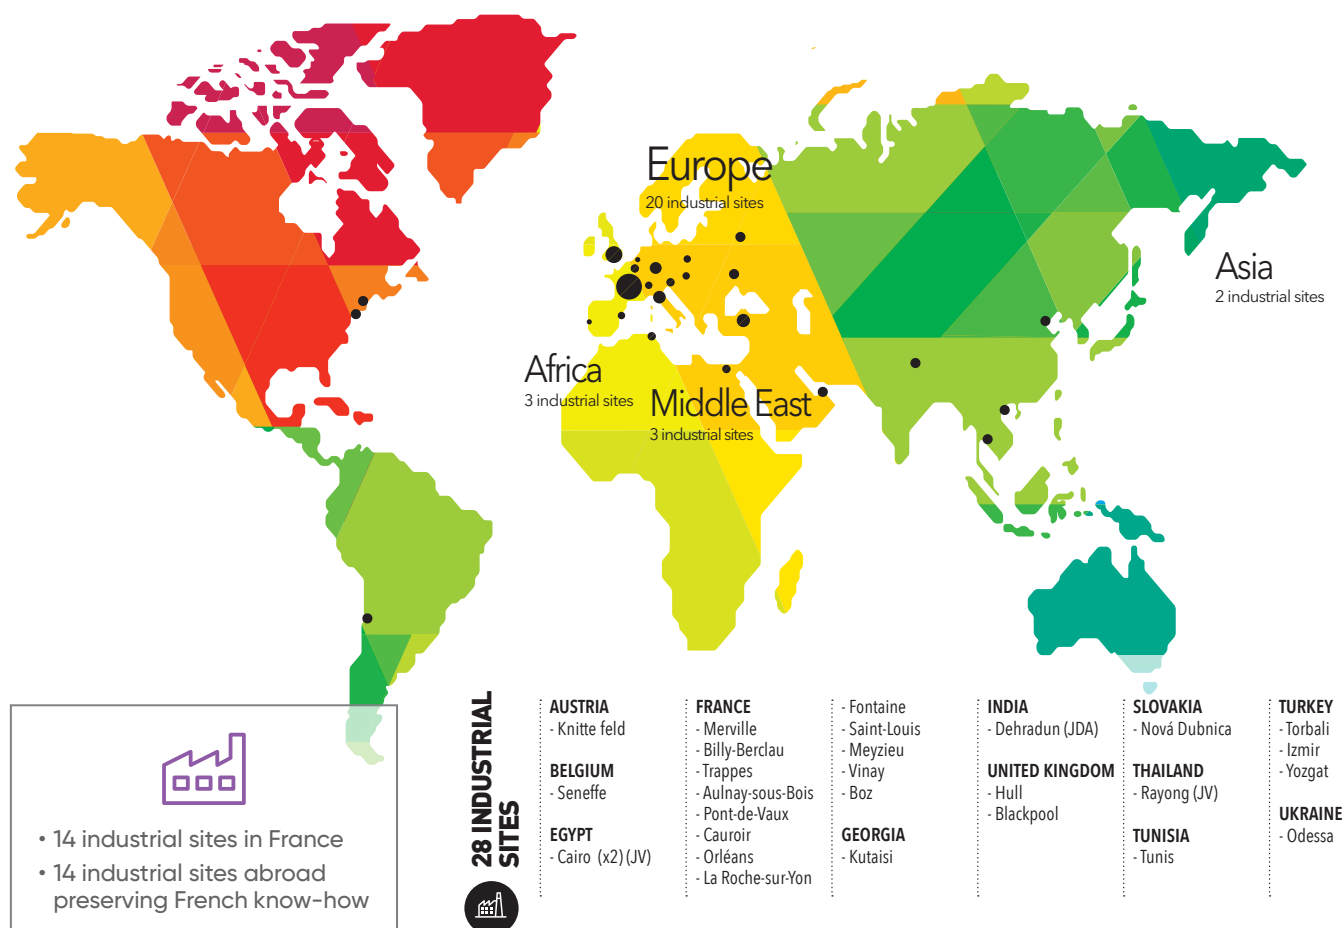 Europe
20 industrial sites
Asia
2 industrial sites
Africa
3 industrial sites
Middle East
3 industrial sites
• 14 industrial sites in France
• 14 industrial sites abroad
preserving French know-how
28 INDUSTRIAL
SITES
AUSTRIA
- Knitte feld
BELGIUM
- Seneffe
EGYPT
- Cairo (x2) (JV)
FRANCE
- Merville
- Billy-Berclau
- Trappes
- Aulnay-sous-Bois
- Pont-de-Vaux
- Cauroir
- Orléans
- La Roche-sur-Yon
- Fontaine
- Saint-Louis
- Meyzieu
- Vinay
- Boz
GEORGIA
- Kutaisi
INDIA
- Dehradun (JDA)
UNITED KINGDOM
- Hull
- Blackpool
SLOVAKIA
- Nová Dubnica
THAILAND
- Rayong (JV)
TUNISIA
- Tunis
TURKEY
- Torbali
- Izmir
- Yozgat
UKRAINE
- Odessa